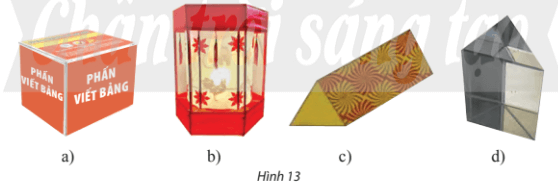 Chân trời sáng tạo
PHẤN
VIẾT BẢNG
PHẤN
VIẾT BẢNG
a)
b)
c)
d)
Hình 13